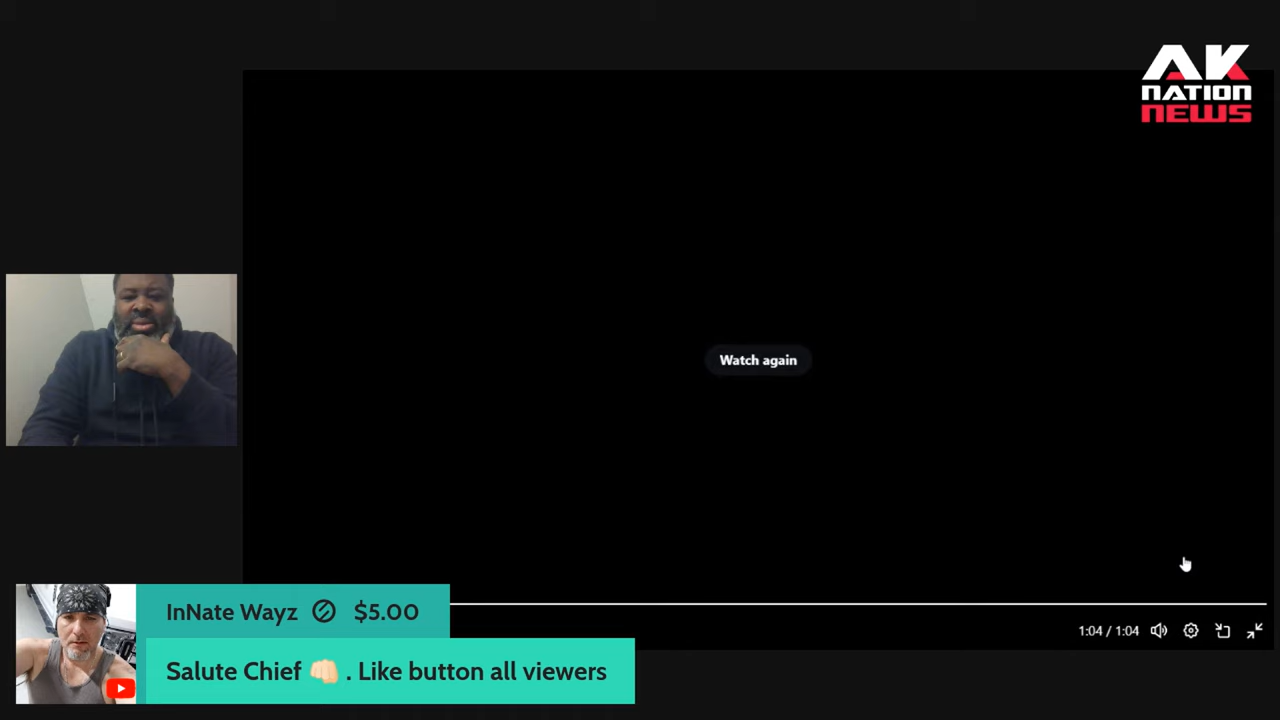 AK
NATION
NEWS
Watch again
1:04 / 1:04
InNate Wayz $5.00
Salute Chief 👊🏻 . Like button all viewers